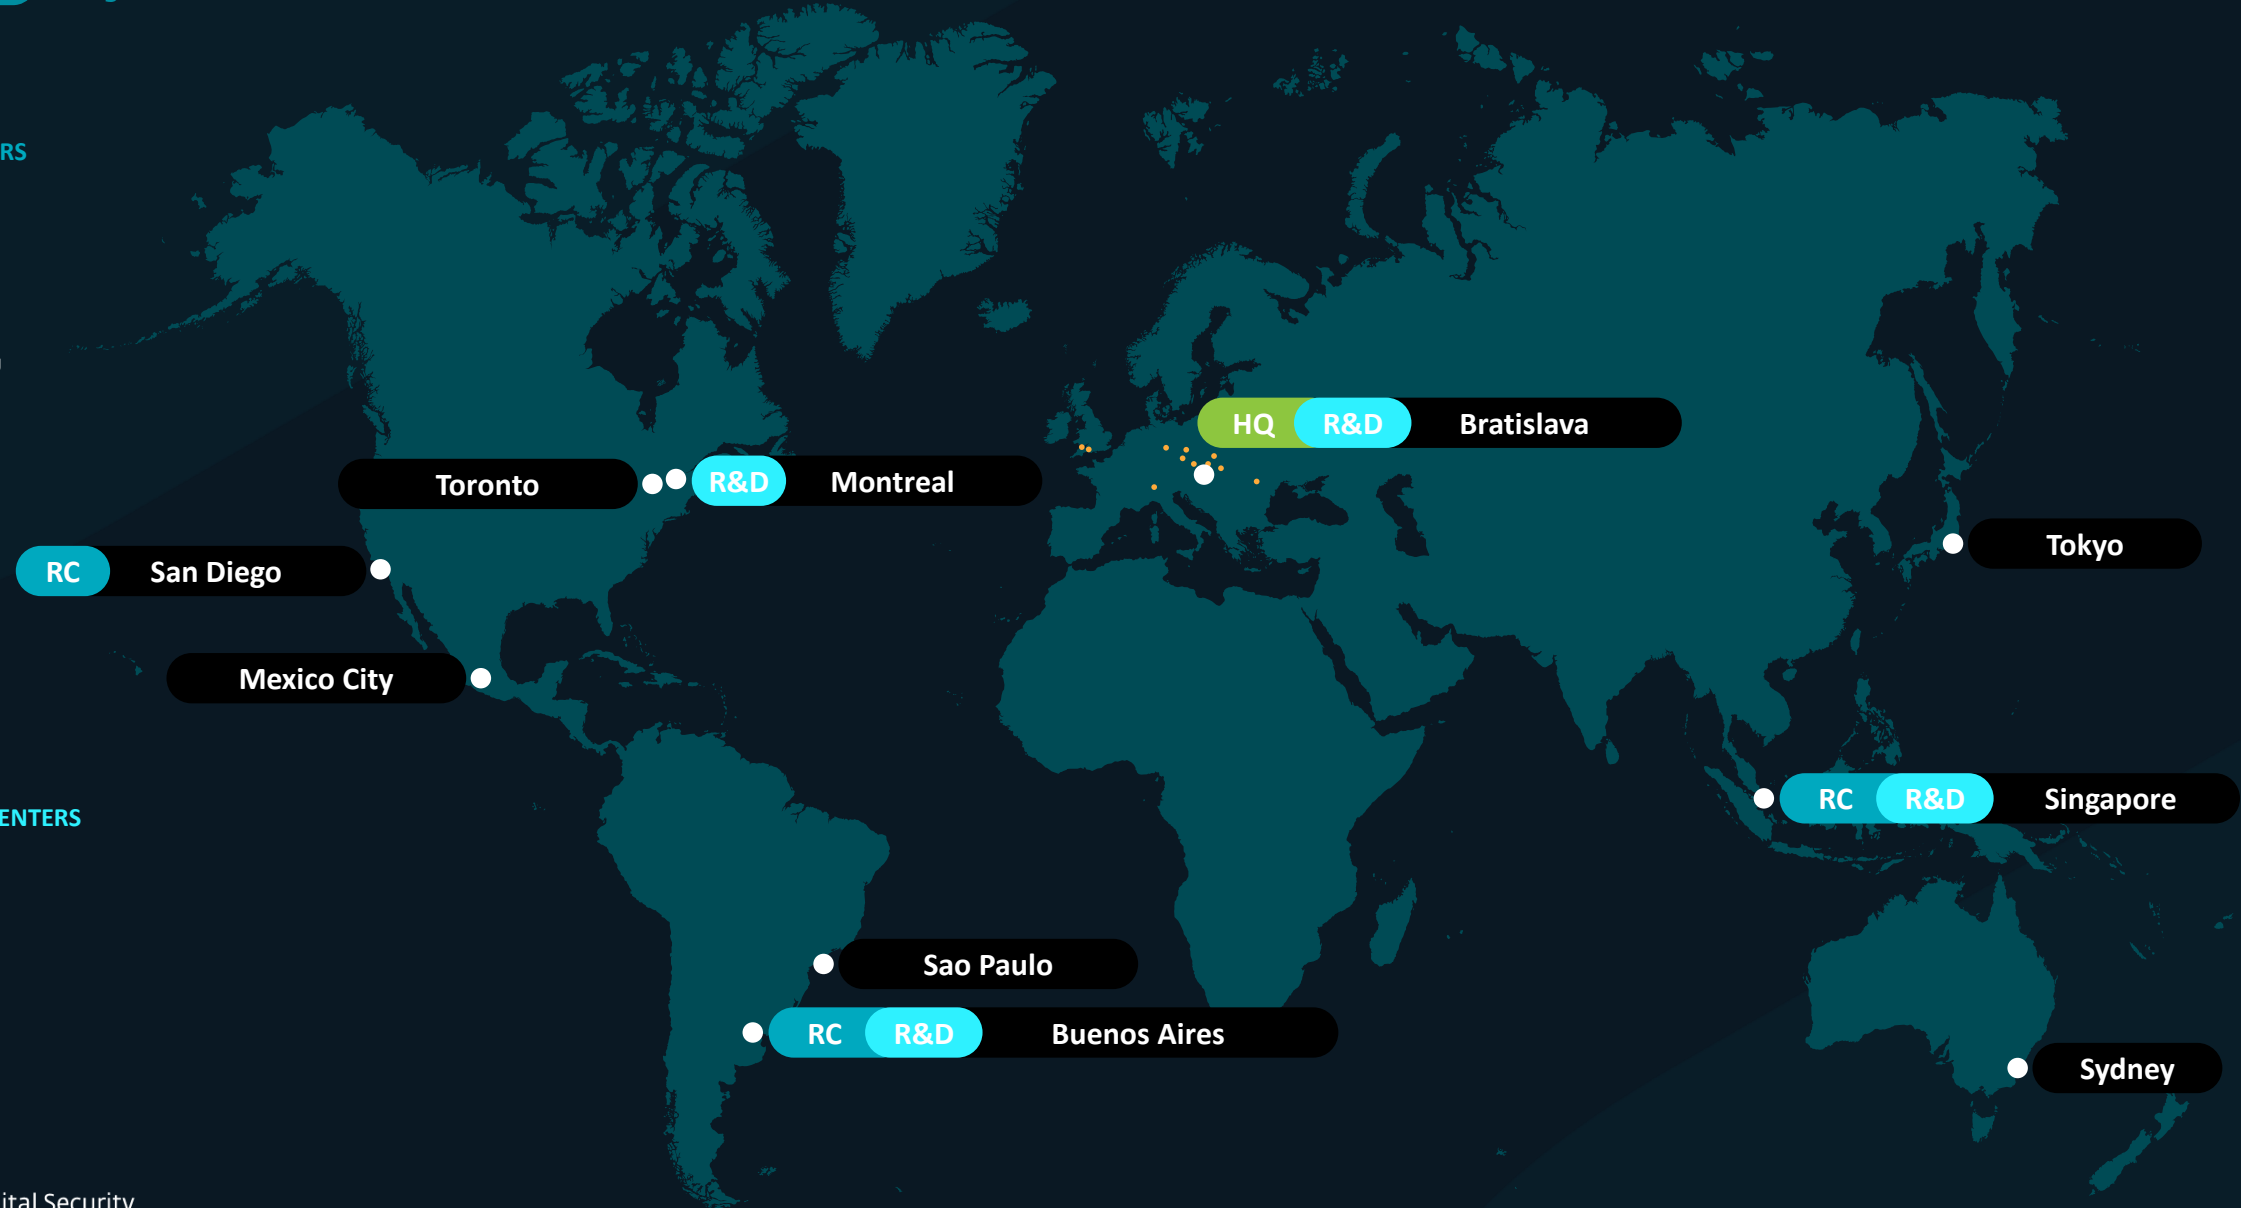 RS
HQ R&D Bratislava
Toronto
R&D Montreal
Tokyo
RC San Diego
Mexico City
RC R&D Singapore
ENTERS
Sao Paulo
RC R&D Buenos Aires
Sydney
ital Security